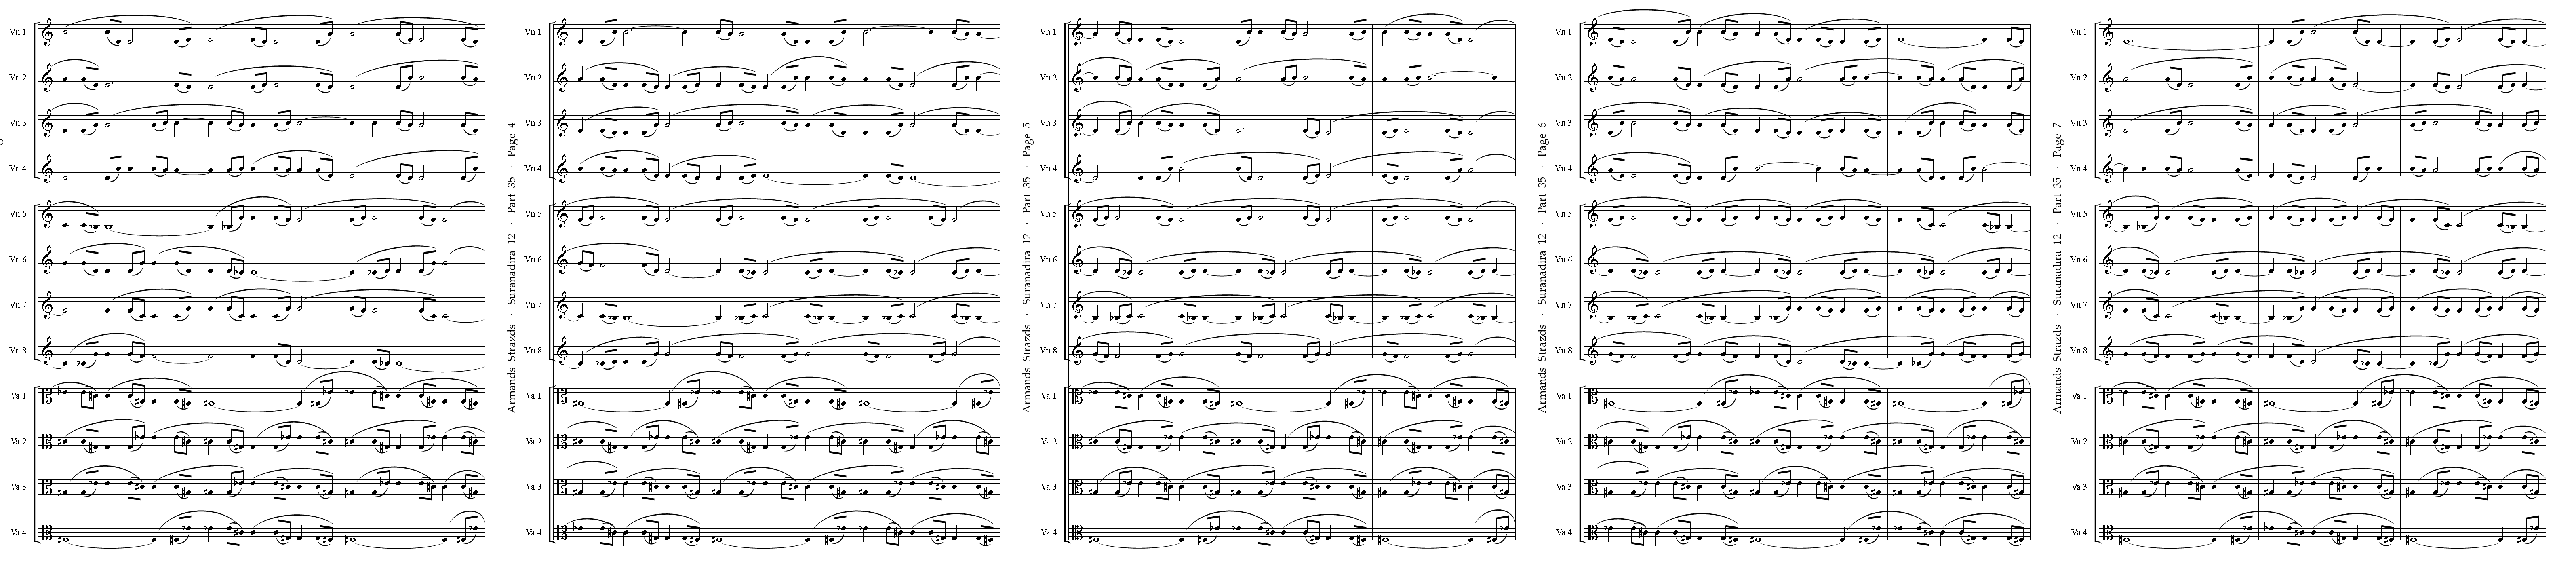 Vn 1
Vn 2
Vn 3
Vn 4
Vn 5
Vn 6
Vn 7
Vn 8
Va 1
Va 2
Va 3
Va 4
Armands Strazds · Suranadira 12 · Part 35 · Page 4
Vn 1
Vn 2
Vn 3
Vn 4
Vn 5
Vn 6
Vn 7
Vn 8
Va 1
Va 2
Va 3
Va 4
Armands Strazds · Suranadira 12 · Part 35 · Page 5
Vn 1
Vn 2
Vn 3
Vn 4
Vn 5
Vn 6
Vn 7
Vn 8
Va 1
Va 2
Va 3
Va 4
Armands Strazds · Suranadira 12 · Part 35 · Page 6
Vn 1
Vn 2
Vn 3
Vn 4
Vn 5
Vn 6
Vn 7
Vn 8
Va 1
Va 2
Va 3
Va 4
Armands Strazds · Suranadira 12 · Part 35 · Page 7
Vn 1
Vn 2
Vn 3
Vn 4
Vn 5
Vn 6
Vn 7
Vn 8
Va 1
Va 2
Va 3
Va 4